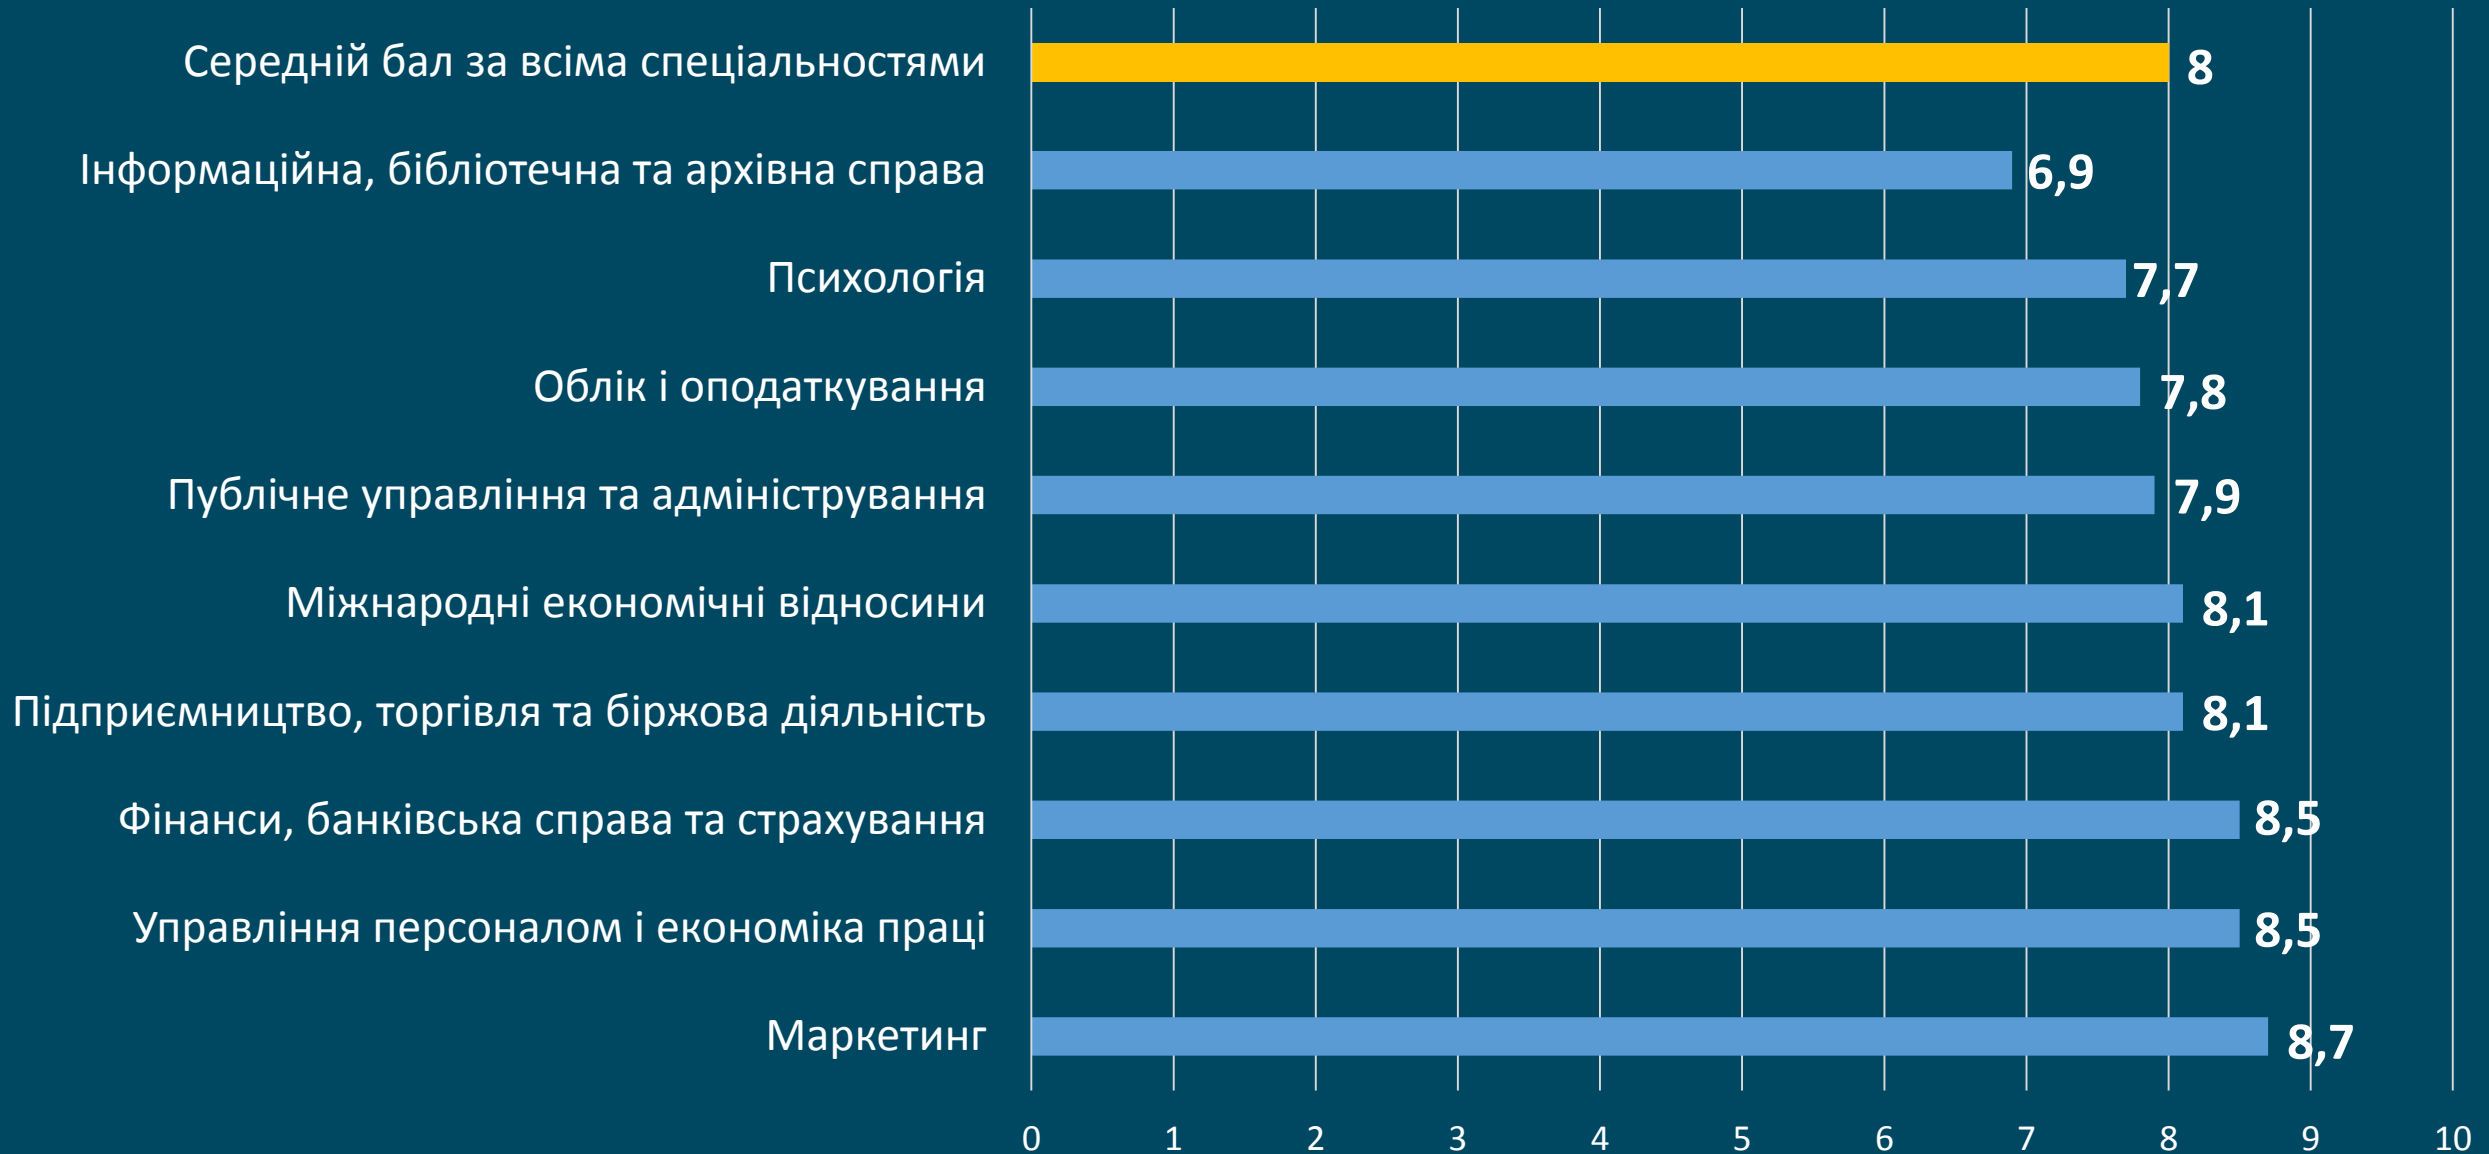 Середній бал за всіма спеціальностями 8
Інформаційна, бібліотечна та архівна справа 6,9
Психологія 7,7
Облік і оподаткування 7,8
Публічне управління та адміністрування 7,9
Міжнародні економічні відносини 8,1
Підприємництво, торгівля та біржова діяльність 8,1
Фінанси, банківська справа та страхування 8,5
Управління персоналом і економіка праці 8,5
Маркетинг 8,7
0 1 2 3 4 5 6 7 8 9 10